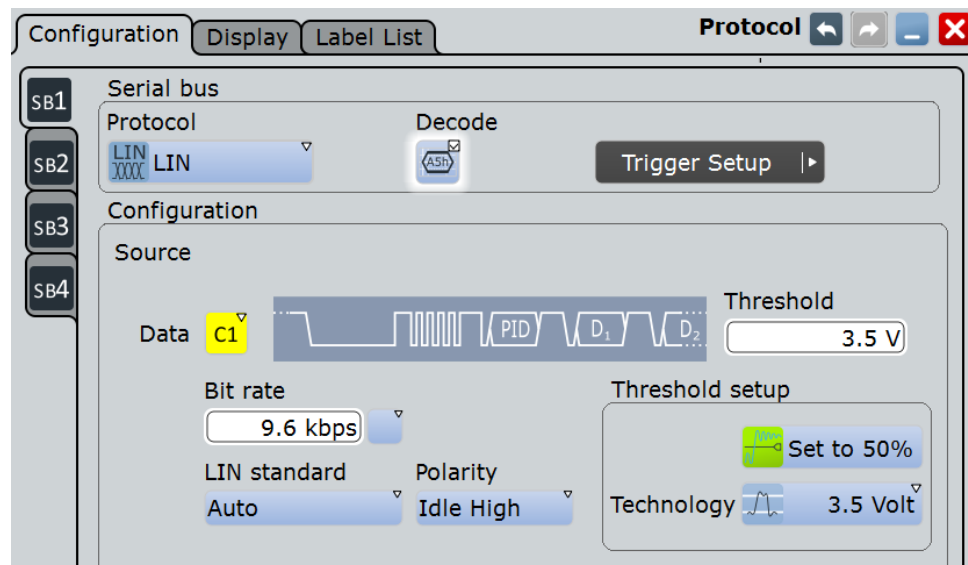 Configuration Display Label List Protocol
SB1
Serial bus
Protocol Decode
LIN LIN A5h Trigger Setup
SB2
Configuration
SB3
Source
SB4
Threshold
Data C1 PID D1 D2 3.5 V
Bit rate Threshold setup
9.6 kbps
Set to 50%
LIN standard Polarity
Auto Idle High Technology 3.5 Volt